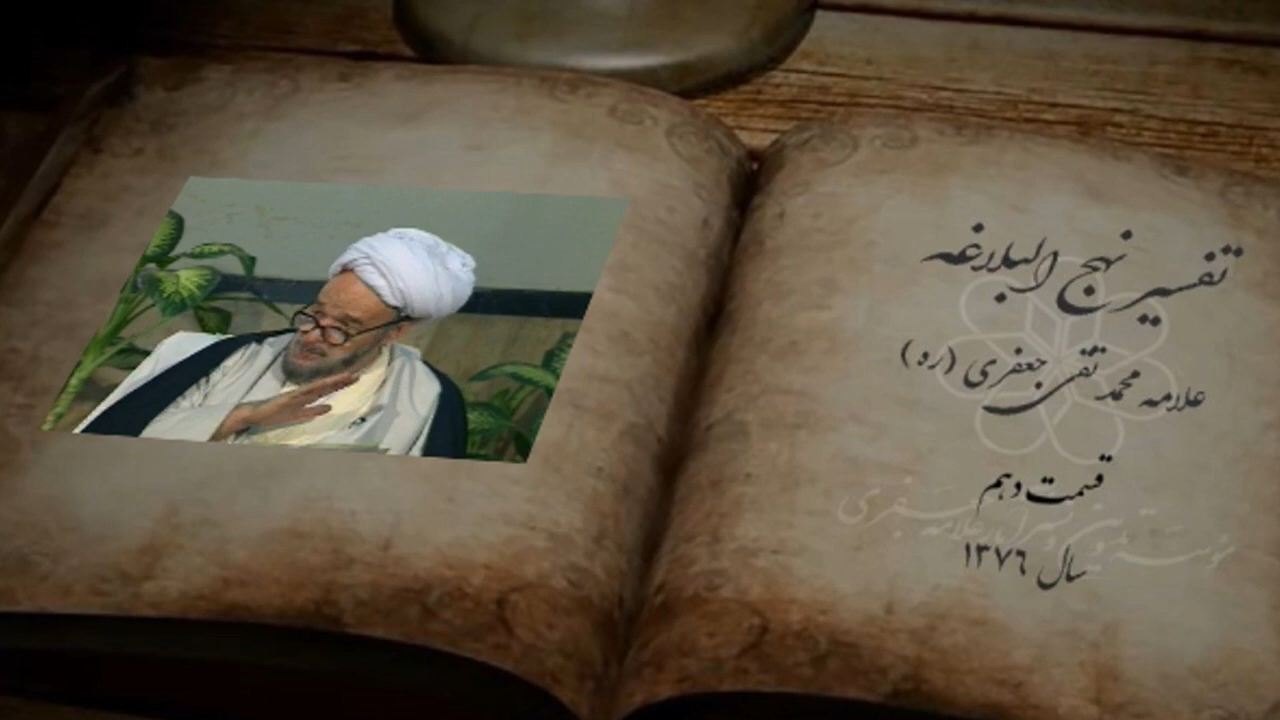 تفسیر نهج البلاغه
علامه محمد تقی جعفری (ره)
قسمت دهم
سال ۱۳۷۶